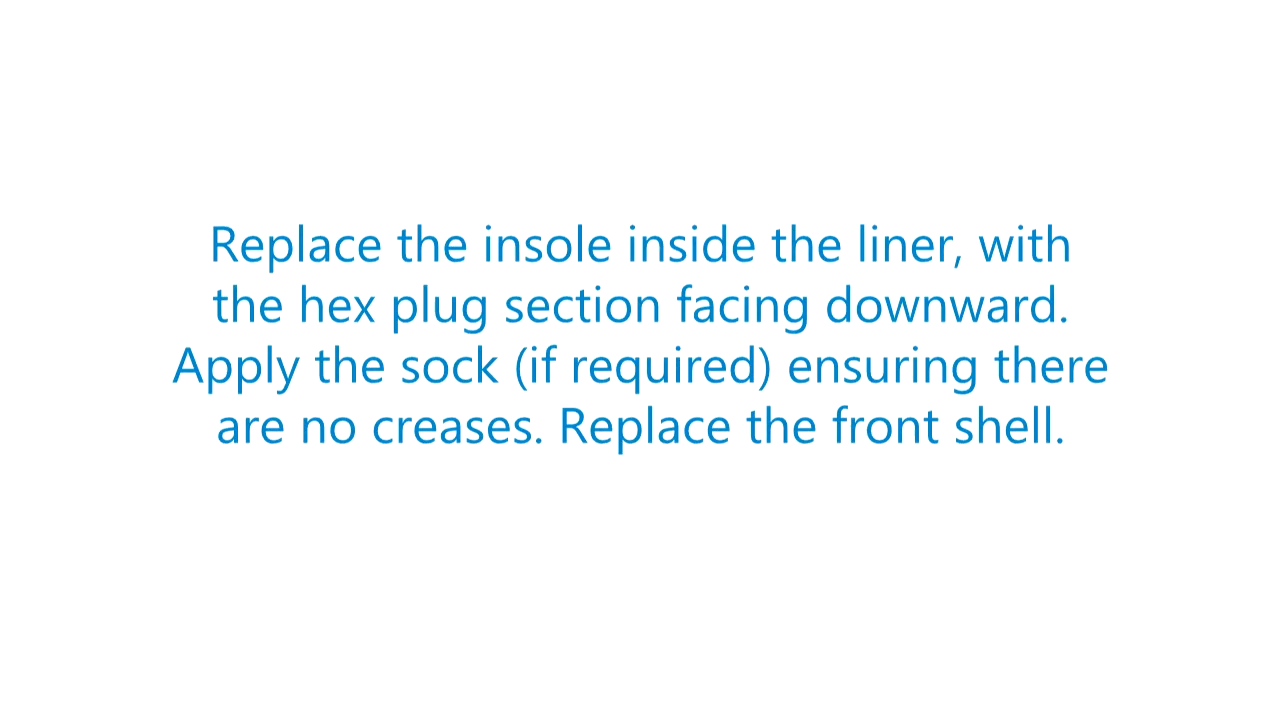 Replace the insole inside the liner, with
the hex plug section facing downward.
Apply the sock (if required) ensuring there
are no creases. Replace the front shell.